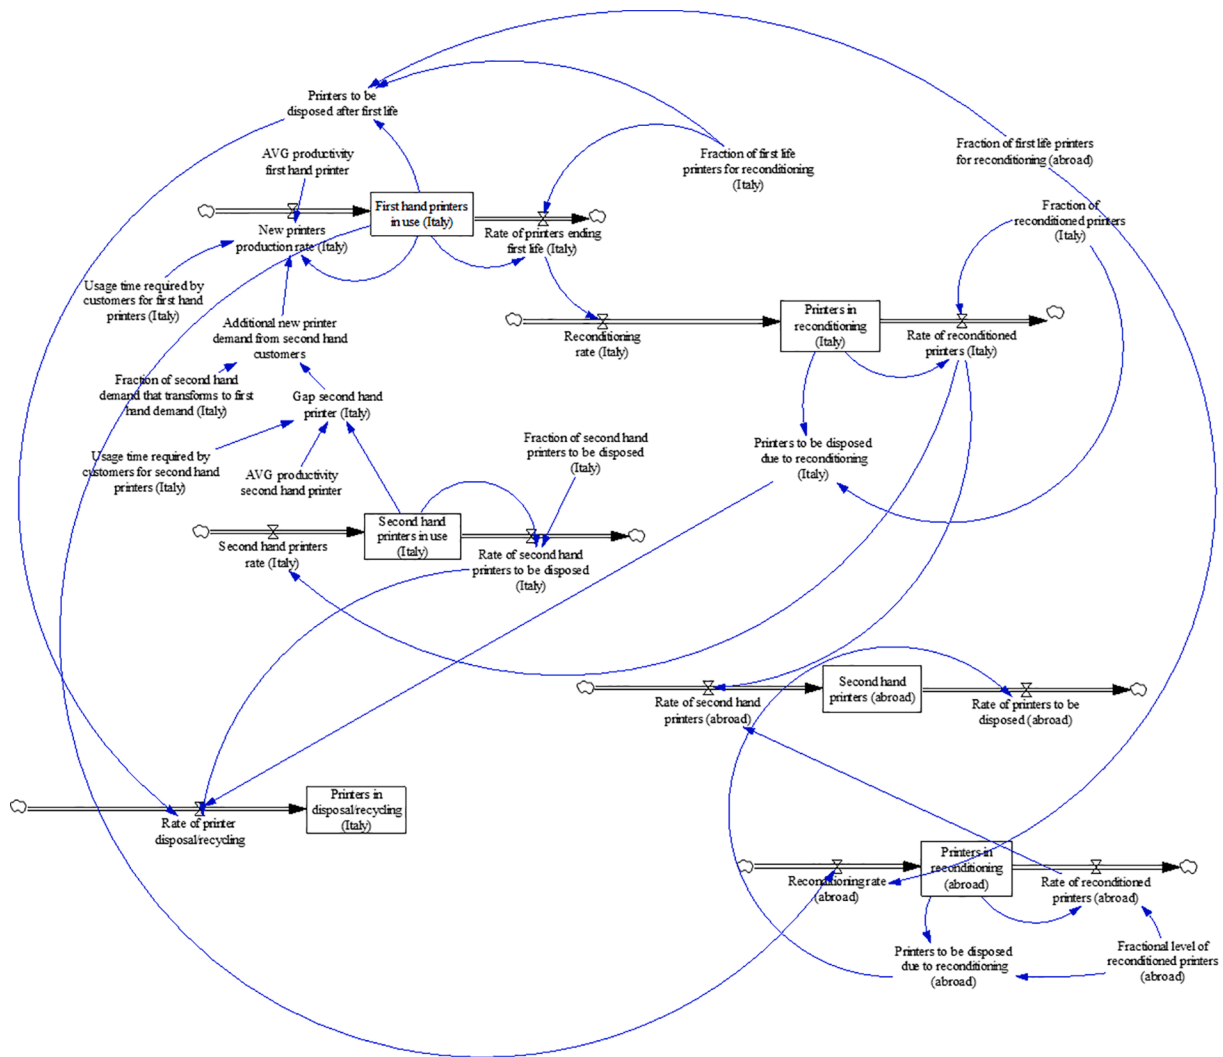 Printers to be
disposed after first life
AVG productivity
first hand printer
Fraction of first life
printers for reconditioning
(Italy)
Fraction of first life printers
for reconditioning (abroad)
First hand printers
in use (Italy)
Fraction of
reconditioned printers
(Italy)
New printers
production rate (Italy)
Rate of printers ending
first life (Italy)
Usage time required by
customers for first hand
printers (Italy)
Additional new printer
demand from second hand
customers
Reconditioning
rate (Italy)
Printers in
reconditioning
(Italy)
Rate of reconditioned
printers (Italy)
Fraction of second hand
demand that transforms to first
hand demand (Italy)
Gap second hand
printer (Italy)
Usage time required by
customers for second hand
printers (Italy)
AVG productivity
second hand printer
Fraction of second hand
printers to be disposed
(Italy)
Printers to be disposed
due to reconditioning
(Italy)
Second hand printers
rate (Italy)
Second hand
printers in use
(Italy)
Rate of second hand
printers to be disposed
(Italy)
Rate of second hand
printers (abroad)
Second hand
printers (abroad)
Rate of printers to be
disposed (abroad)
Rate of printer
disposal/recycling
Printers in
disposal/recycling
(Italy)
Reconditioning rate
(abroad)
Printers in
reconditioning
(abroad)
Rate of reconditioned
printers (abroad)
Printers to be disposed
due to reconditioning
(abroad)
Fractional level of
reconditioned printers
(abroad)